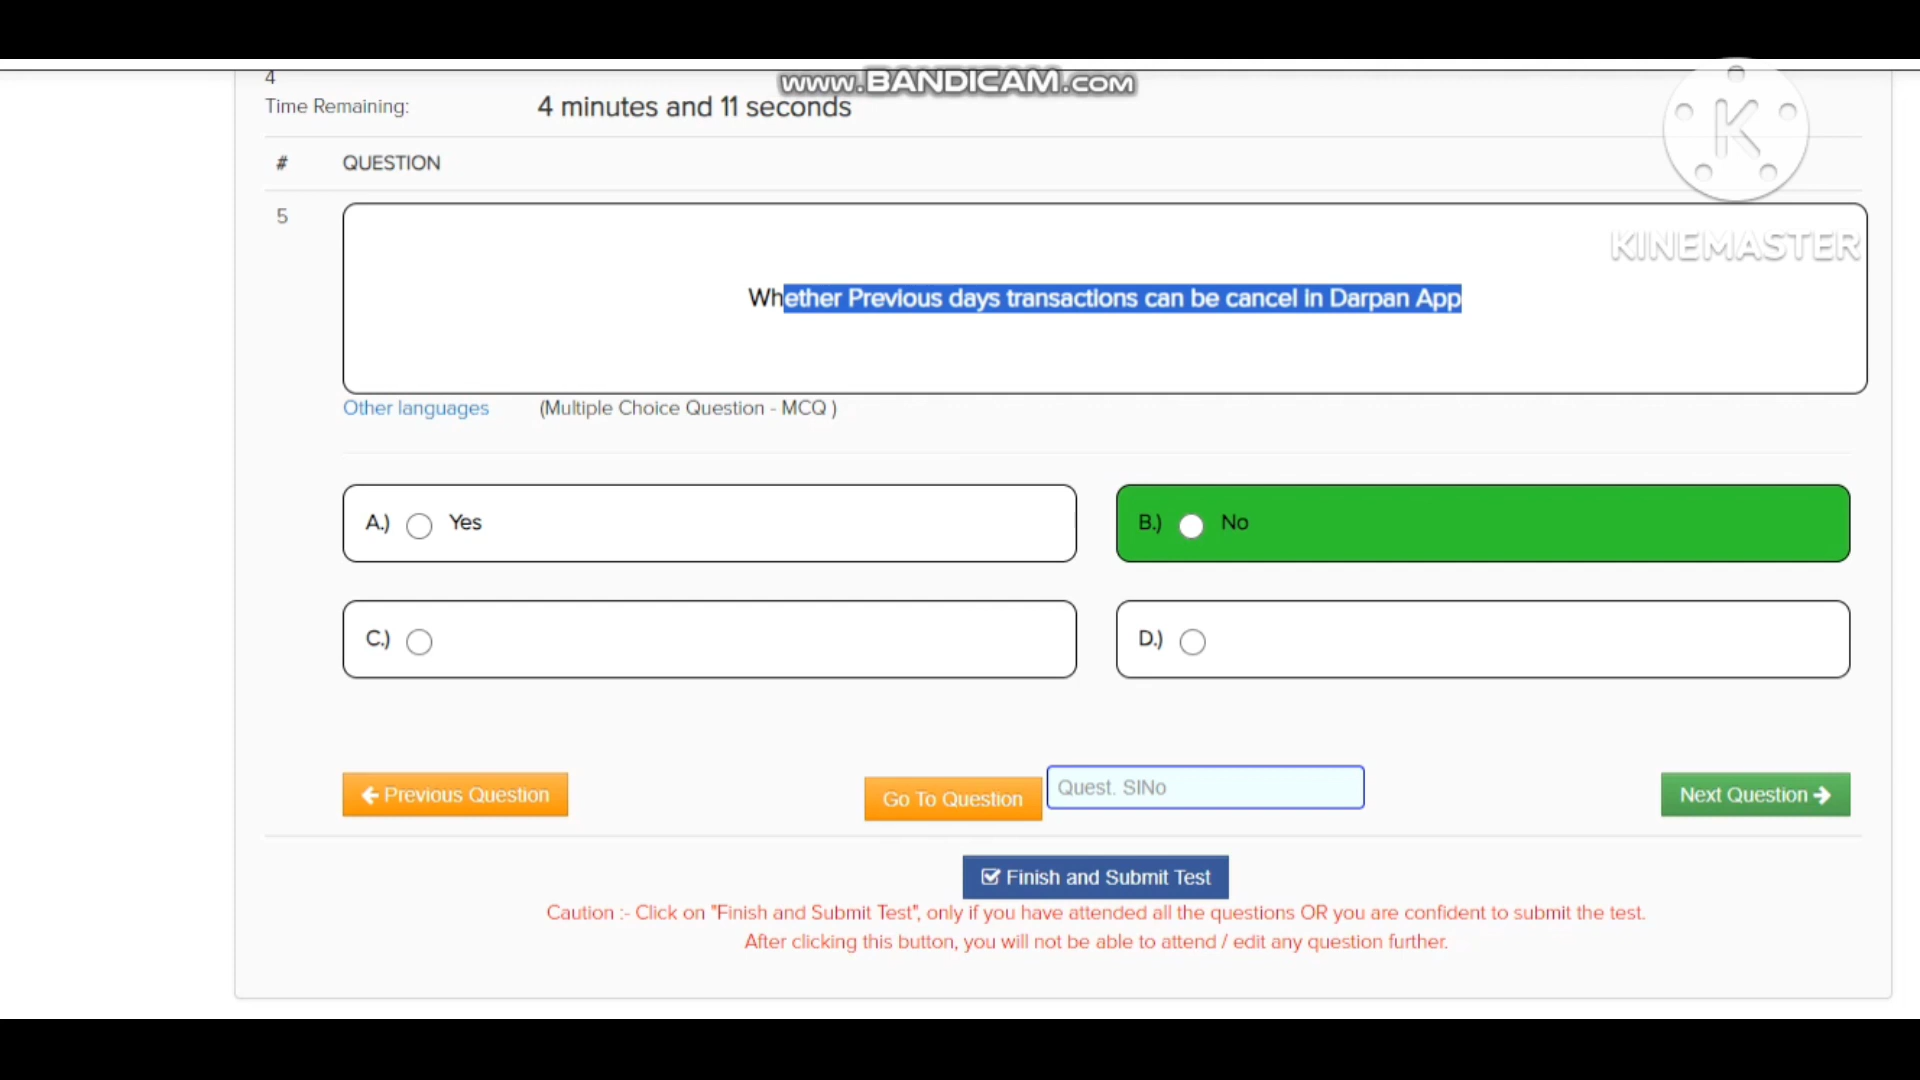 www.BANDICAM.com
4
Time Remaining: 4 minutes and 11 seconds
K
# QUESTION
5
KINEMASTER
Whether Previous days transactions can be cancel in Darpan App
Other languages (Multiple Choice Question - MCQ )
A.) Yes
B.) No
C.)
D.)
Previous Question
Go To Question
Quest. SlNo
Next Question
Finish and Submit Test
Caution :- Click on "Finish and Submit Test", only if you have attended all the questions OR you are confident to submit the test.
After clicking this button, you will not be able to attend / edit any question further.